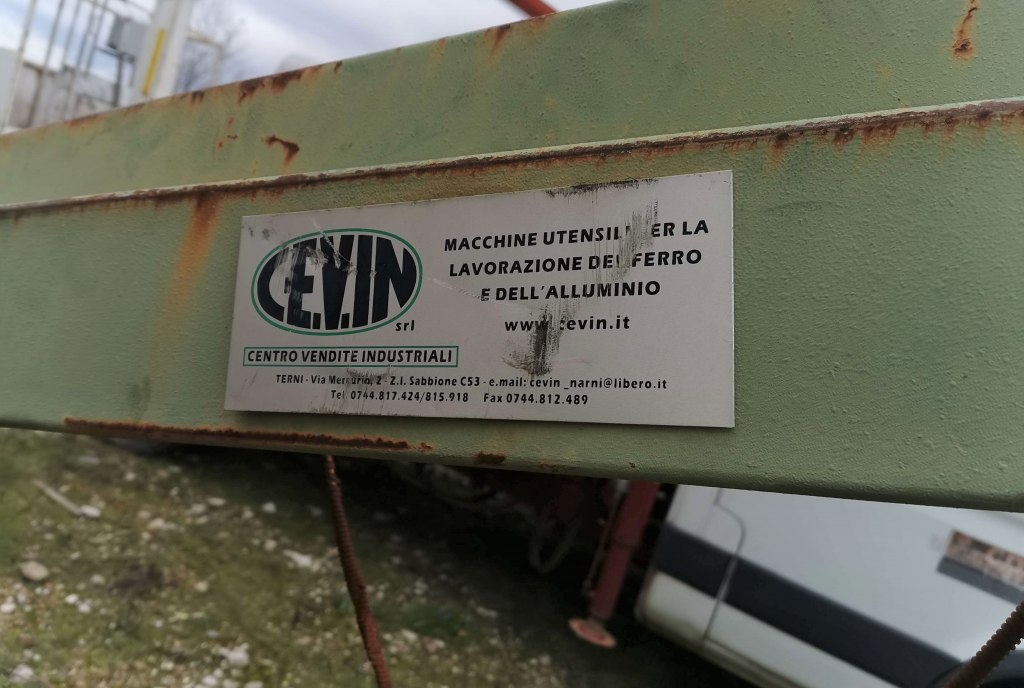 C.E.V.IN
srl
CENTRO VENDITE INDUSTRIALI
MACCHINE UTENSILI PER LA
LAVORAZIONE DEL FERRO
E DELL'ALLUMINIO
www.cevin.it
TERNI - Via Mercurio, 2 - Z.I. Sabbione C53 - e.mail: cevin_narni@libero.it
Tel. 0744.817.424/815.918 Fax 0744.812.489